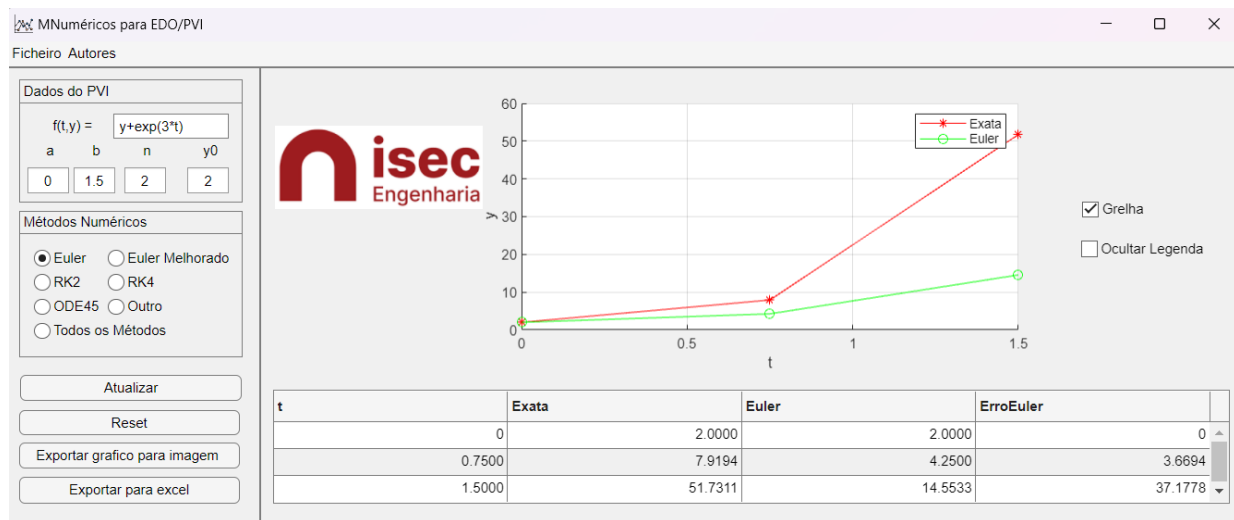 MNuméricos para EDO/PVI
Ficheiro Autores
Dados do PVI
f(t,y) = y+exp(3*t)
a b n y0
0 1.5 2 2
Métodos Numéricos
Euler Euler Melhorado
RK2 RK4
ODE45 Outro
Todos os Métodos
Atualizar
Reset
Exportar grafico para imagem
Exportar para excel
isec
Engenharia
60
50
40
30
20
10
0
y
0 0.5 1 1.5
t
Exata
Euler
Grelha
Ocultar Legenda
t Exata Euler ErroEuler
0 2.0000 2.0000 0
0.7500 7.9194 4.2500 3.6694
1.5000 51.7311 14.5533 37.1778